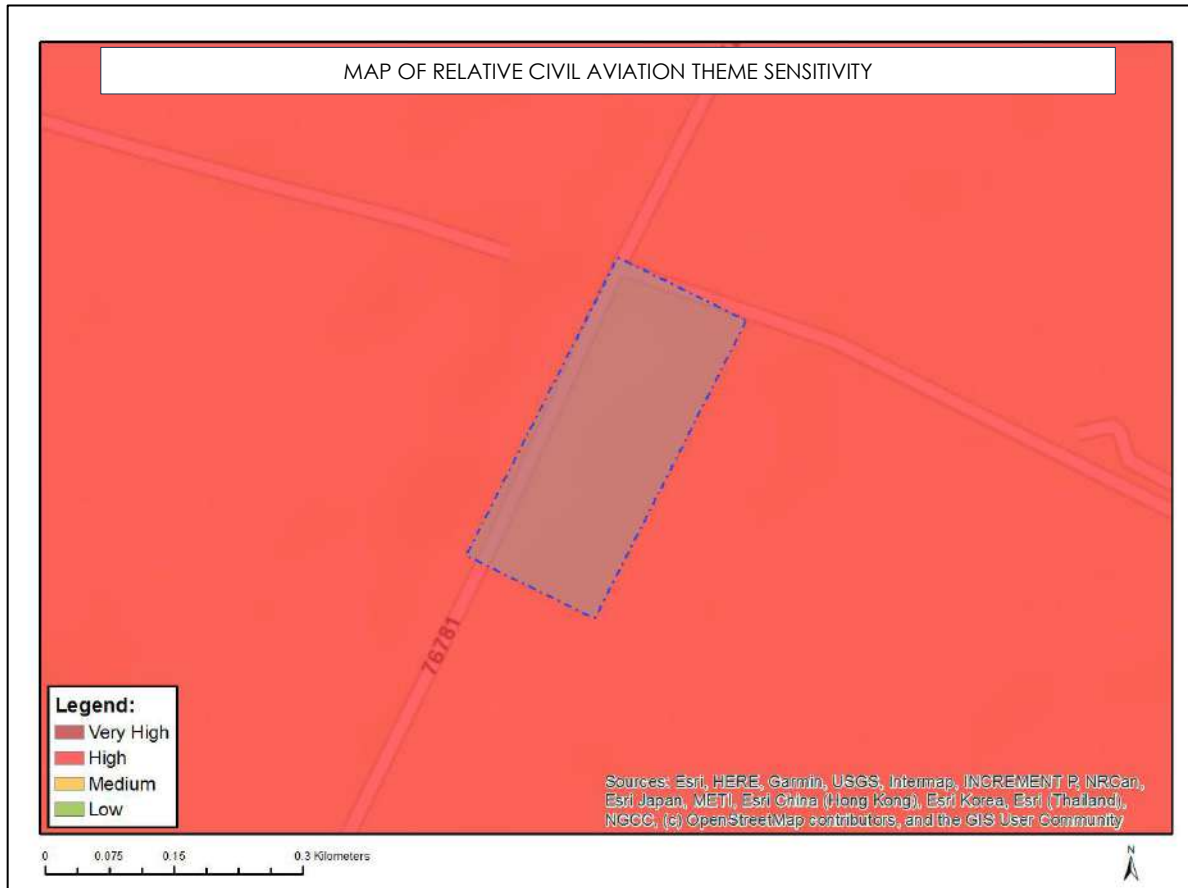 MAP OF RELATIVE CIVIL AVIATION THEME SENSITIVITY
76781
Legend:
Very High
High
Medium
Low
Sources: Esri, HERE, Garmin, USGS, Intermap, INCREMENT P, NRCan,
Esri Japan, METI, Esri China (Hong Kong), Esri Korea, Esri (Thailand),
NGCC, (c) OpenStreetMap contributors, and the GIS User Community
0 0.075 0.15 0.3 Kilometers
N